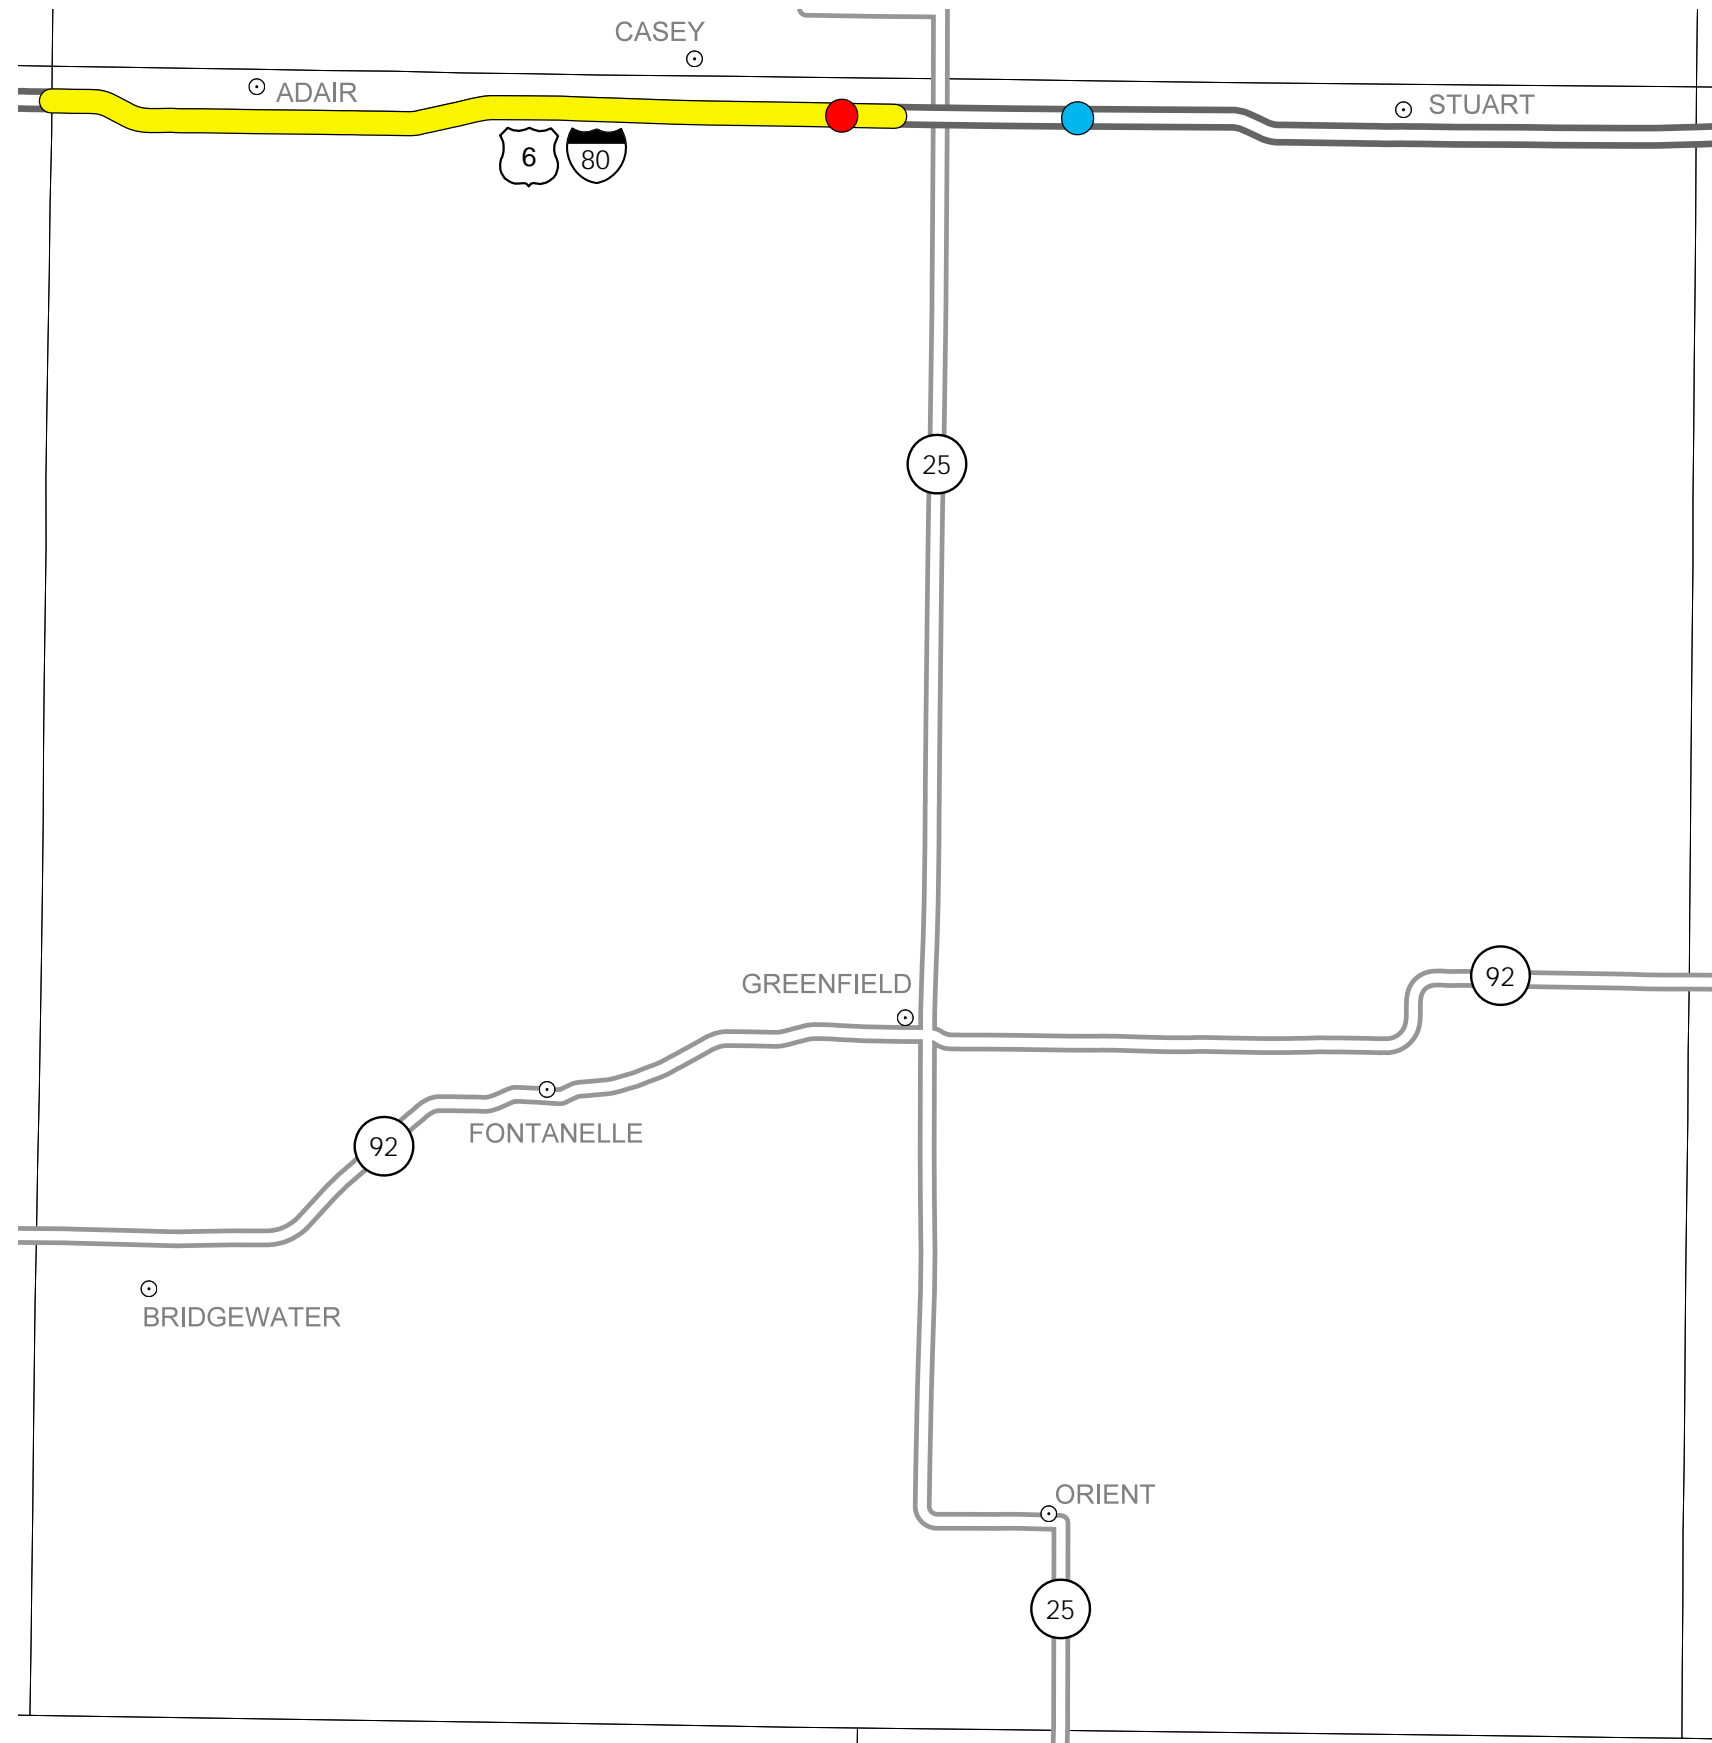 CASEY
ADAIR
STUART
6
80
25
GREENFIELD
92
FONTANELLE
92
BRIDGEWATER
ORIENT
25